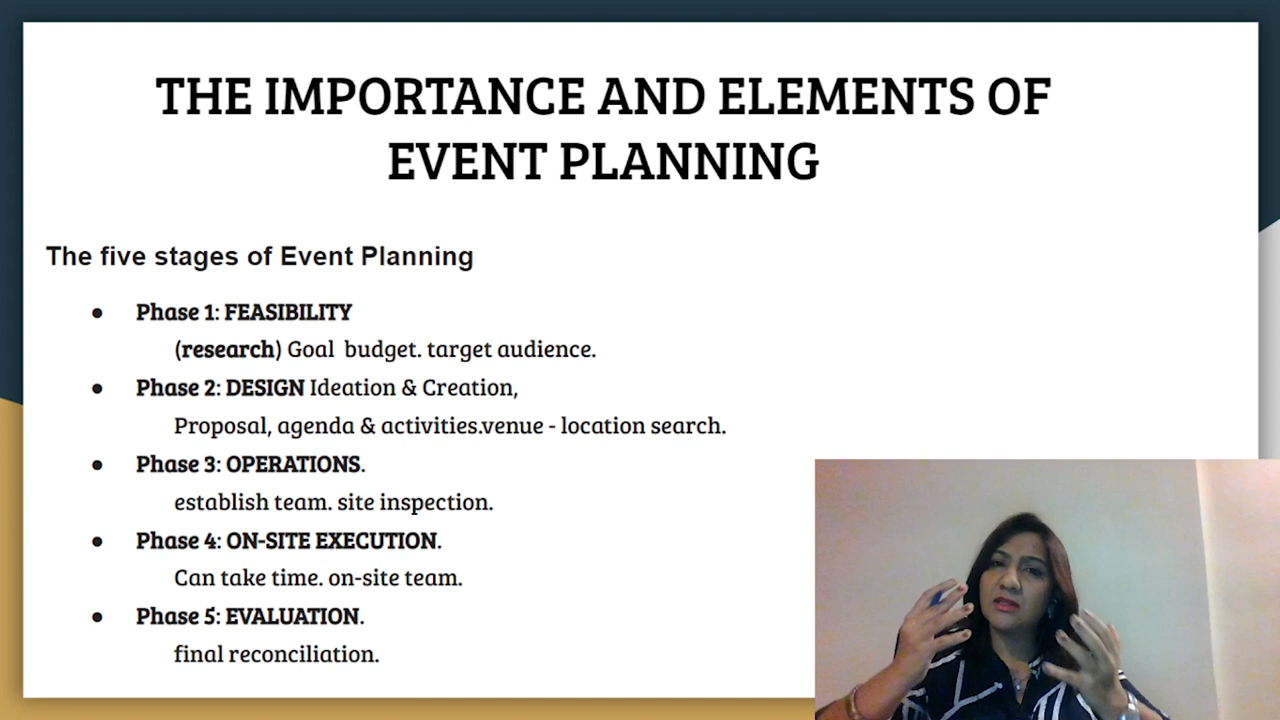 THE IMPORTANCE AND ELEMENTS OF
EVENT PLANNING
The five stages of Event Planning
● Phase 1: FEASIBILITY
(research) Goal  budget. target audience.
● Phase 2: DESIGN Ideation & Creation,
Proposal, agenda & activities.venue - location search.
● Phase 3: OPERATIONS.
establish team. site inspection.
● Phase 4: ON-SITE EXECUTION.
Can take time. on-site team.
● Phase 5: EVALUATION.
final reconciliation.